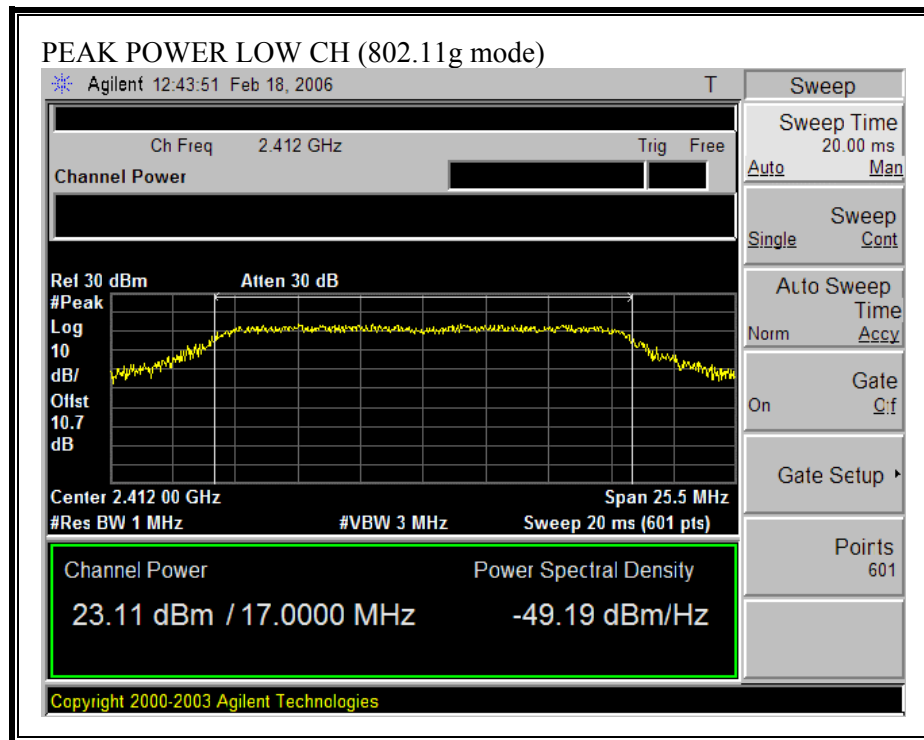 PEAK POWER LOW CH (802.11g mode)
Agilent 12:43:51 Feb 18, 2006 T
Sweep
Ch Freq 2.412 GHz Trig Free
Channel Power
Sweep Time
20.00 ms
Auto Man
Sweep
Single Cont
Auto Sweep
Time
Norm Accy
Gate
On Off
Gate Setup
Points
601
Ref 30 dBm Atten 30 dB
#Peak
Log
10
dB/
Offst
10.7
dB
Center 2.412 00 GHz Span 25.5 MHz
#Res BW 1 MHz #VBW 3 MHz Sweep 20 ms (601 pts)
Channel Power Power Spectral Density
23.11 dBm / 17.0000 MHz -49.19 dBm/Hz
Copyright 2000-2003 Agilent Technologies